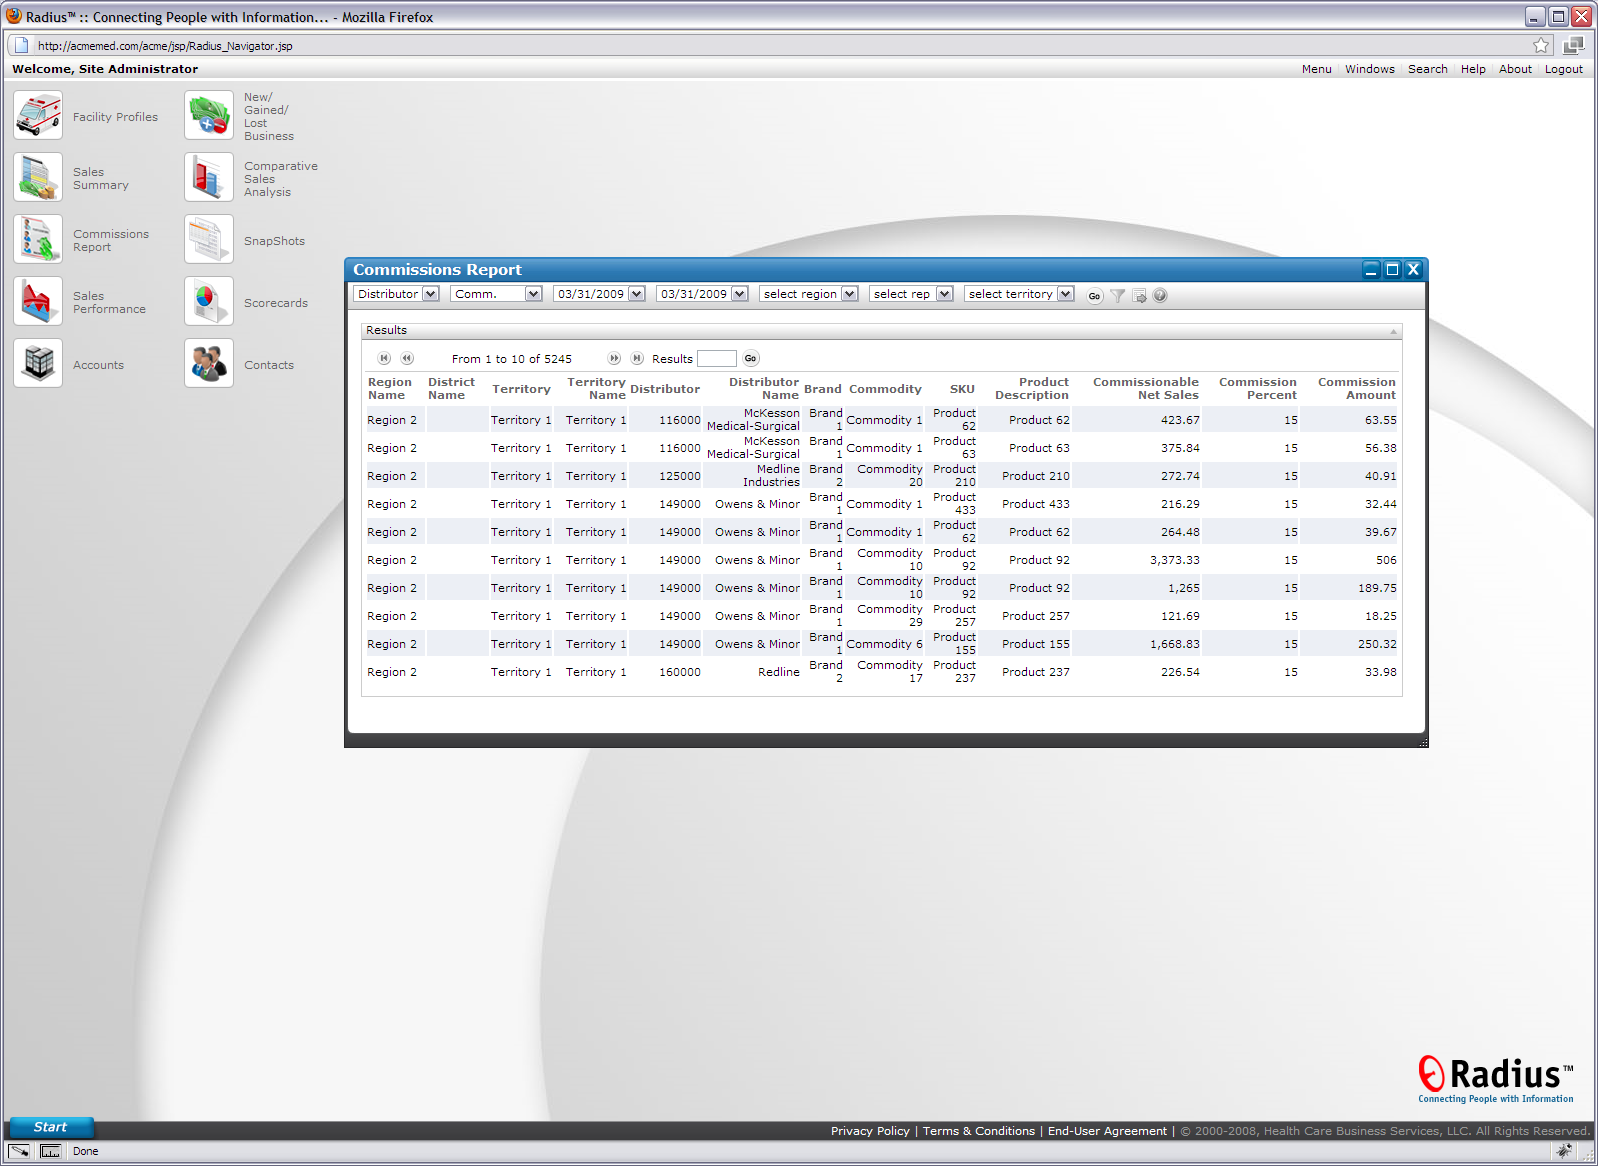 Radius™ :: Connecting People with Information... - Mozilla Firefox
http://acmemed.com/acme/jsp/Radius_Navigator.jsp
Welcome, Site Administrator
Menu Windows Search Help About Logout
Facility Profiles
New/
Gained/
Lost
Business
Sales
Summary
Comparative
Sales
Analysis
Commissions
Report
SnapShots
Sales
Performance
Scorecards
Accounts
Contacts
Commissions Report
Distributor Comm. 03/31/2009 03/31/2009 select region select rep select territory Go
Results
From 1 to 10 of 5245 Results Go
Region Name District Name Territory Territory Name Distributor Distributor Name Brand Commodity SKU Product Description Commissionable Net Sales Commission Percent Commission Amount
Region 2 Territory 1 Territory 1 116000 McKesson Medical-Surgical Brand 1 Commodity 1 Product 62 Product 62 423.67 15 63.55
Region 2 Territory 1 Territory 1 116000 McKesson Medical-Surgical Brand 1 Commodity 1 Product 63 Product 63 375.84 15 56.38
Region 2 Territory 1 Territory 1 125000 Medline Industries Brand 2 Commodity 20 Product 210 Product 210 272.74 15 40.91
Region 2 Territory 1 Territory 1 149000 Owens & Minor Brand 1 Commodity 1 Product 433 Product 433 216.29 15 32.44
Region 2 Territory 1 Territory 1 149000 Owens & Minor Brand 1 Commodity 1 Product 62 Product 62 264.48 15 39.67
Region 2 Territory 1 Territory 1 149000 Owens & Minor Brand 1 Commodity 10 Product 92 Product 92 3,373.33 15 506
Region 2 Territory 1 Territory 1 149000 Owens & Minor Brand 1 Commodity 10 Product 92 Product 92 1,265 15 189.75
Region 2 Territory 1 Territory 1 149000 Owens & Minor Brand 1 Commodity 29 Product 257 Product 257 121.69 15 18.25
Region 2 Territory 1 Territory 1 149000 Owens & Minor Brand 1 Commodity 6 Product 155 Product 155 1,668.83 15 250.32
Region 2 Territory 1 Territory 1 160000 Redline Brand 2 Commodity 17 Product 237 Product 237 226.54 15 33.98
Radius™
Connecting People with Information
Start
Privacy Policy | Terms & Conditions | End-User Agreement | © 2000-2008, Health Care Business Services, LLC. All Rights Reserved.
Done